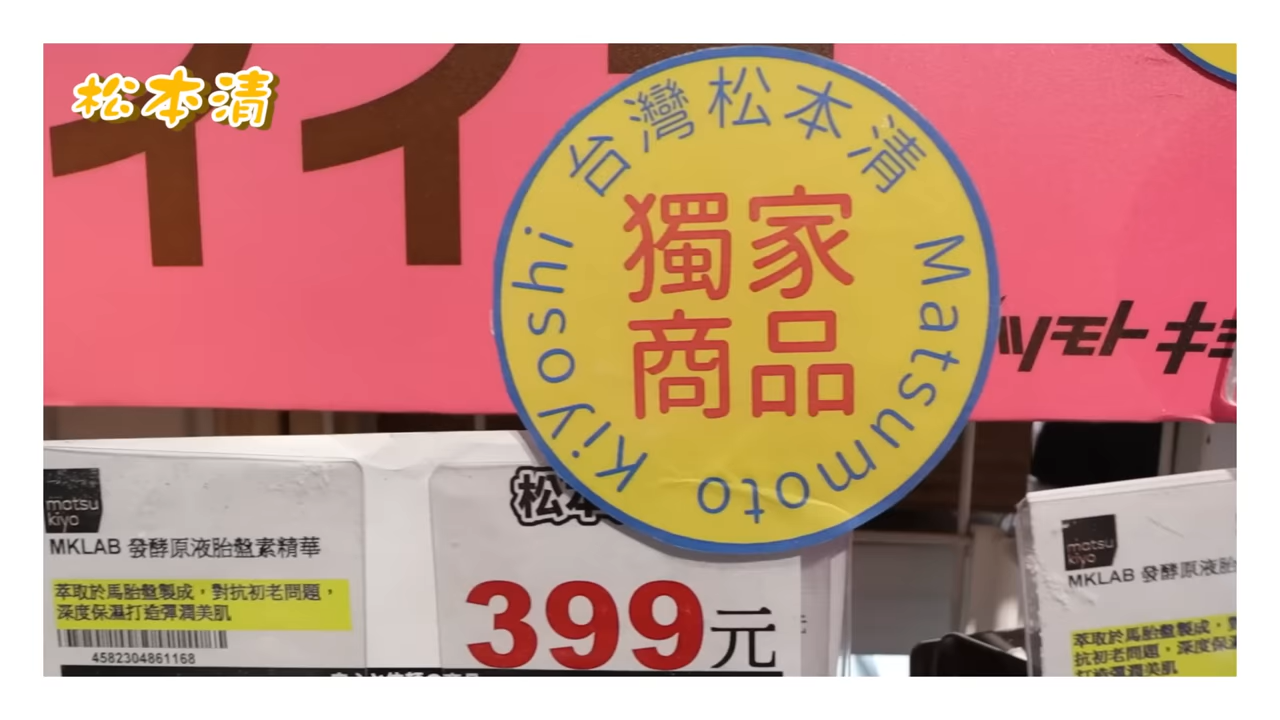 松本清
台灣松本清
Matsumoto Kiyoshi
獨家
商品
matsu
kiyo
MKLAB 發酵原液胎盤素精華
萃取於馬胎盤製成，對抗初老問題，
深度保濕打造彈潤美肌
4582304861168
松本
399元
matsu
kiyo
MKLAB 發酵原液胎
萃取於馬胎盤製成，對
抗初老問題，深度保濕
打造彈潤美肌